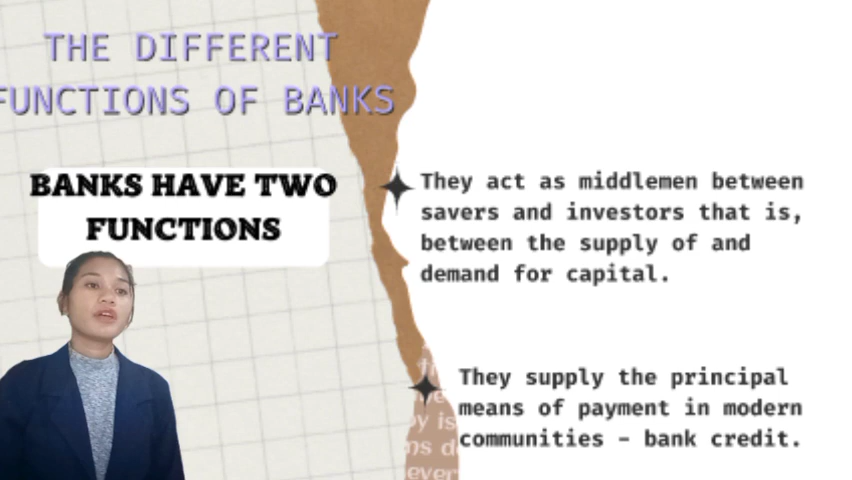 THE DIFFERENT
FUNCTIONS OF BANKS
BANKS HAVE TWO
FUNCTIONS
They act as middlemen between
savers and investors that is,
between the supply of and
demand for capital.
They supply the principal
means of payment in modern
communities – bank credit.